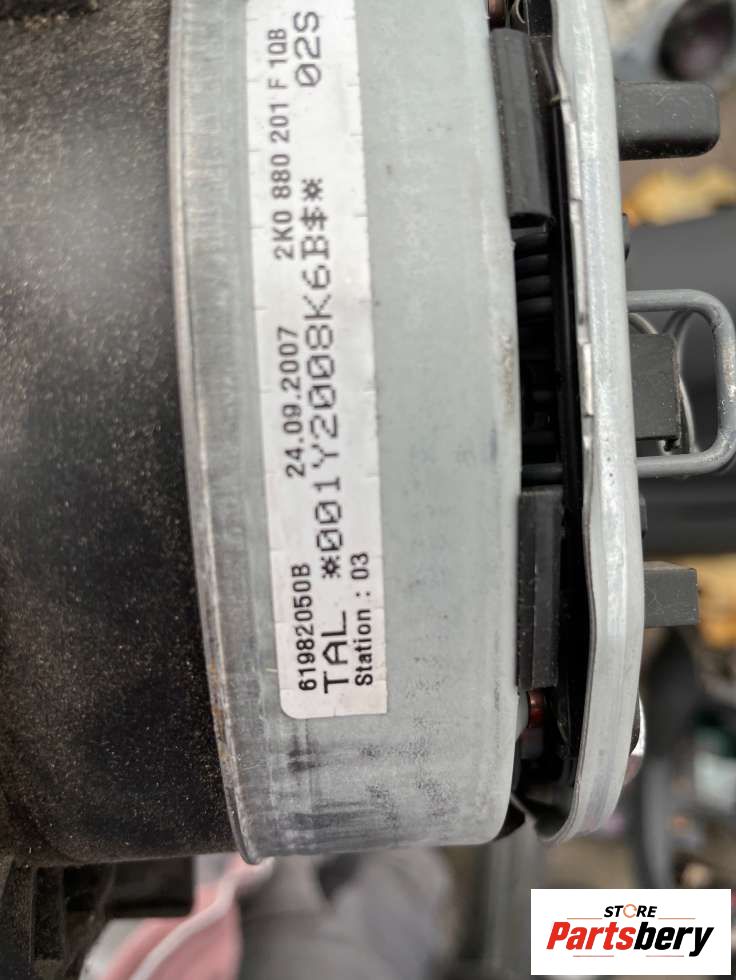 61982050B 24.09.2007 2K0 880 201 F 1QB
TAL *001Y2008K6B$* 02S
Station : 03
STORE
Partsbery